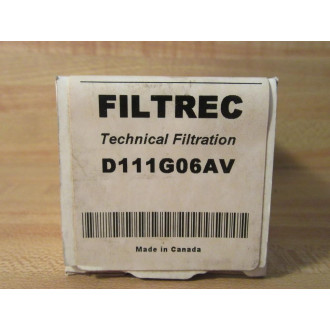 FILTREC
Technical Filtration
D111G06AV
Made in Canada